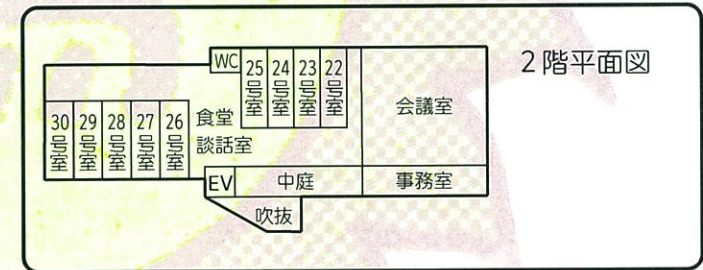 2階平面図
WC
25号室
24号室
23号室
22号室
会議室
30号室
29号室
28号室
27号室
26号室
食堂
談話室
EV
中庭
事務室
吹抜